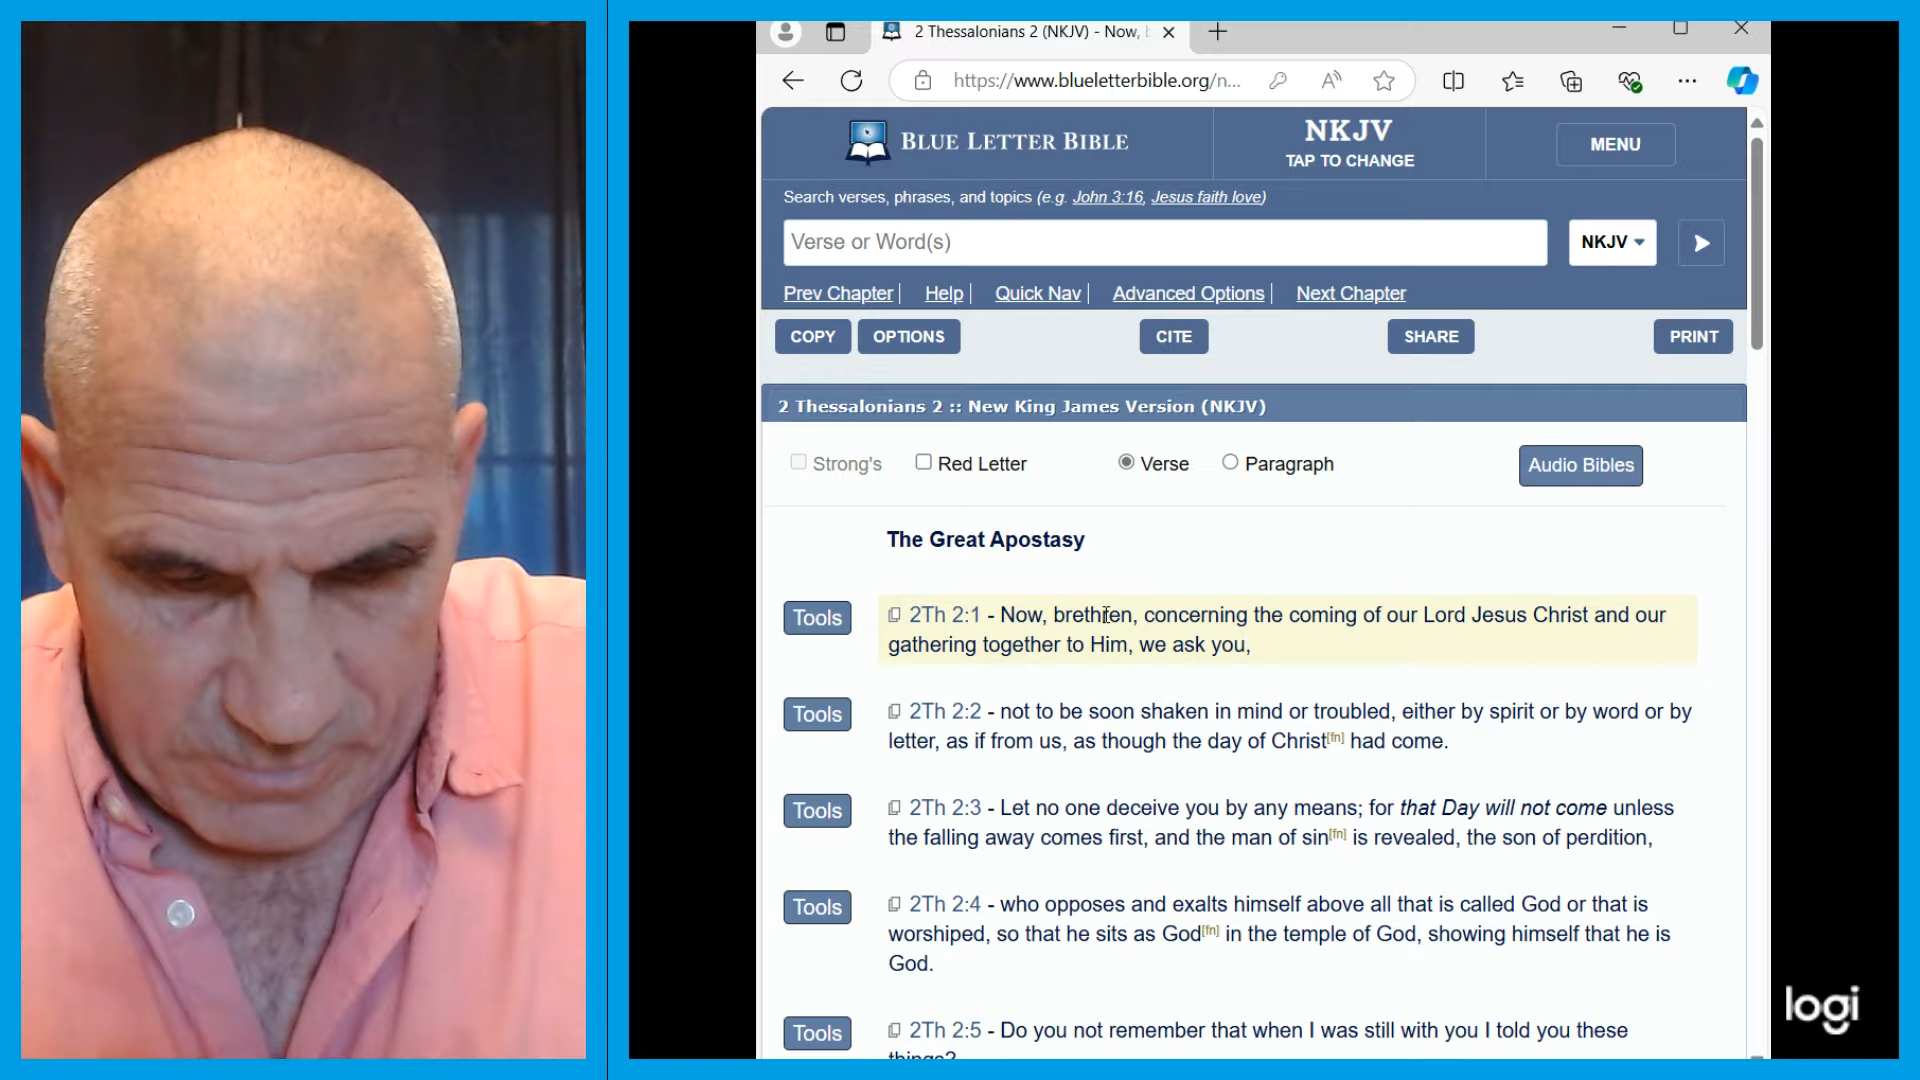 2 Thessalonians 2 (NKJV) - Now,
https://www.blueletterbible.org/n...
BLUE LETTER BIBLE
NKJV
TAP TO CHANGE
MENU
Search verses, phrases, and topics (e.g. John 3:16, Jesus faith love)
Verse or Word(s)
NKJV
Prev Chapter | Help | Quick Nav | Advanced Options | Next Chapter
COPY OPTIONS CITE SHARE PRINT
2 Thessalonians 2 :: New King James Version (NKJV)
Strong's Red Letter Verse Paragraph Audio Bibles
The Great Apostasy
Tools 2Th 2:1 - Now, brethren, concerning the coming of our Lord Jesus Christ and our
gathering together to Him, we ask you,
Tools 2Th 2:2 - not to be soon shaken in mind or troubled, either by spirit or by word or by
letter, as if from us, as though the day of Christ[fn] had come.
Tools 2Th 2:3 - Let no one deceive you by any means; for that Day will not come unless
the falling away comes first, and the man of sin[fn] is revealed, the son of perdition,
Tools 2Th 2:4 - who opposes and exalts himself above all that is called God or that is
worshiped, so that he sits as God[fn] in the temple of God, showing himself that he is
God.
Tools 2Th 2:5 - Do you not remember that when I was still with you I told you these
things?
logi